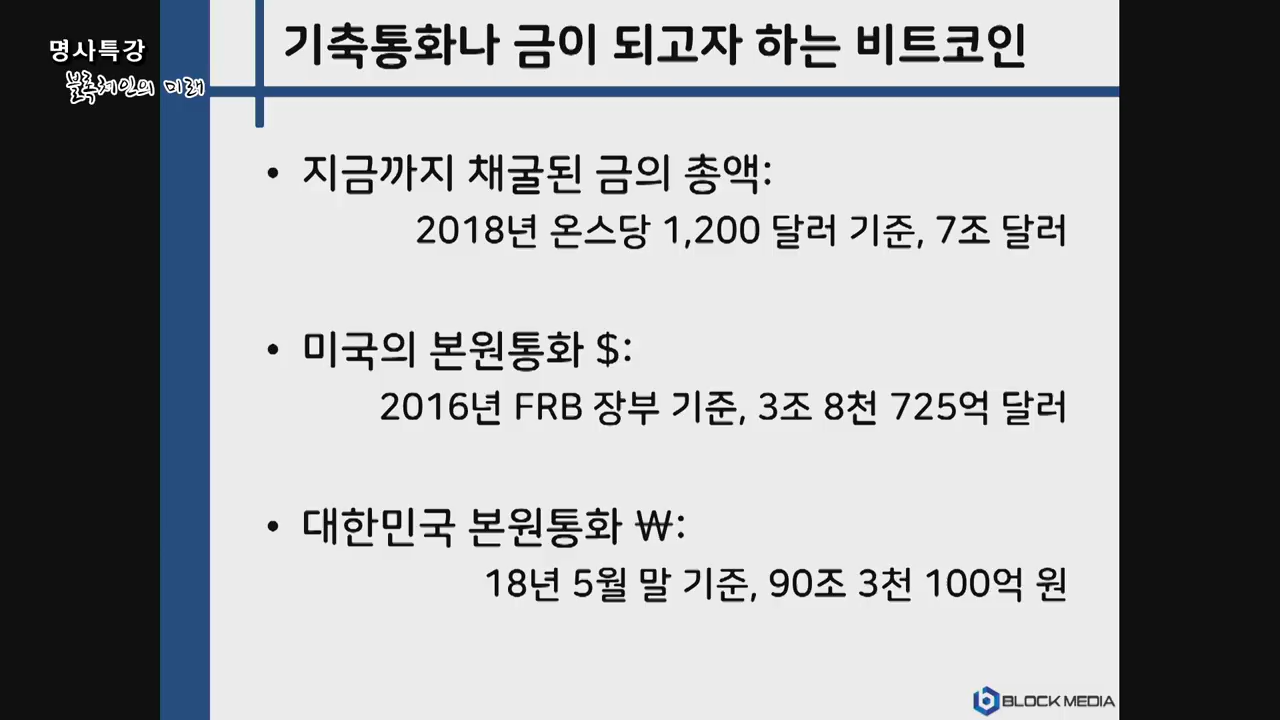 명사특강
블록체인의 미래
기축통화나 금이 되고자 하는 비트코인
• 지금까지 채굴된 금의 총액:
2018년 온스당 1,200 달러 기준, 7조 달러
• 미국의 본원통화 $:
2016년 FRB 장부 기준, 3조 8천 725억 달러
• 대한민국 본원통화 ₩:
18년 5월 말 기준, 90조 3천 100억 원
BLOCK MEDIA